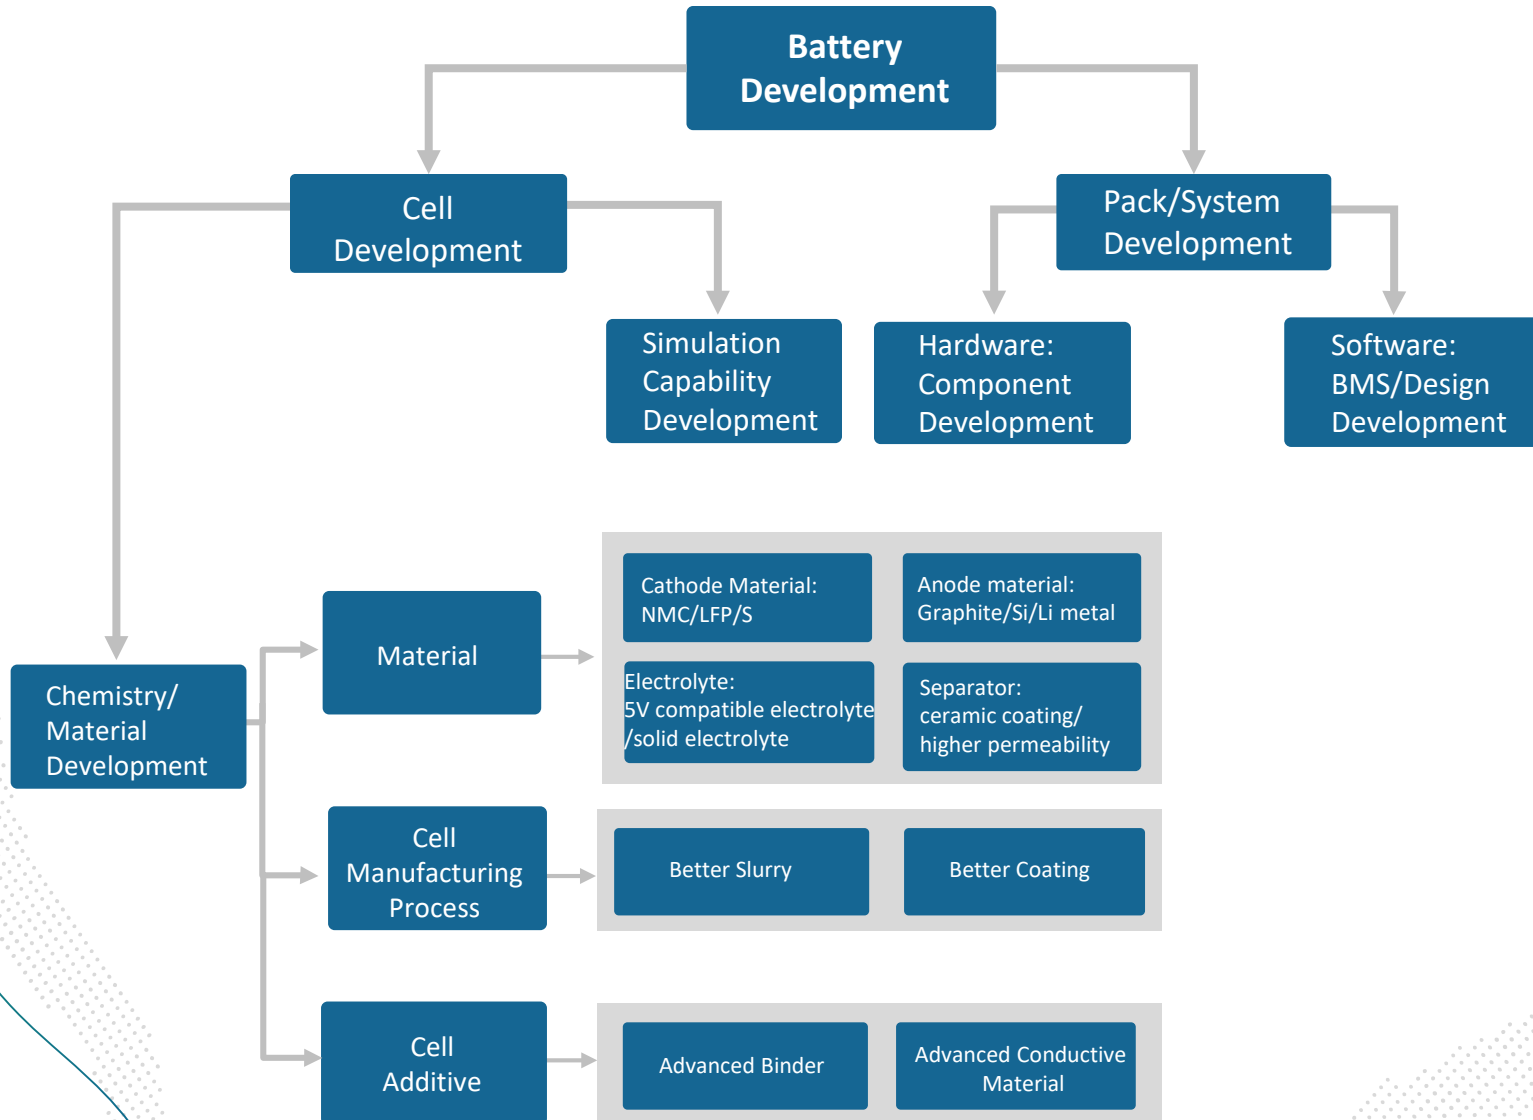 Battery
Development
Cell
Development
Pack/System
Development
Simulation
Capability
Development
Hardware:
Component
Development
Software:
BMS/Design
Development
Chemistry/
Material
Development
Material
Cathode Material:
NMC/LFP/S
Anode material:
Graphite/Si/Li metal
Electrolyte:
5V compatible electrolyte
/solid electrolyte
Separator:
ceramic coating/
higher permeability
Cell
Manufacturing
Process
Better Slurry
Better Coating
Cell
Additive
Advanced Binder
Advanced Conductive
Material